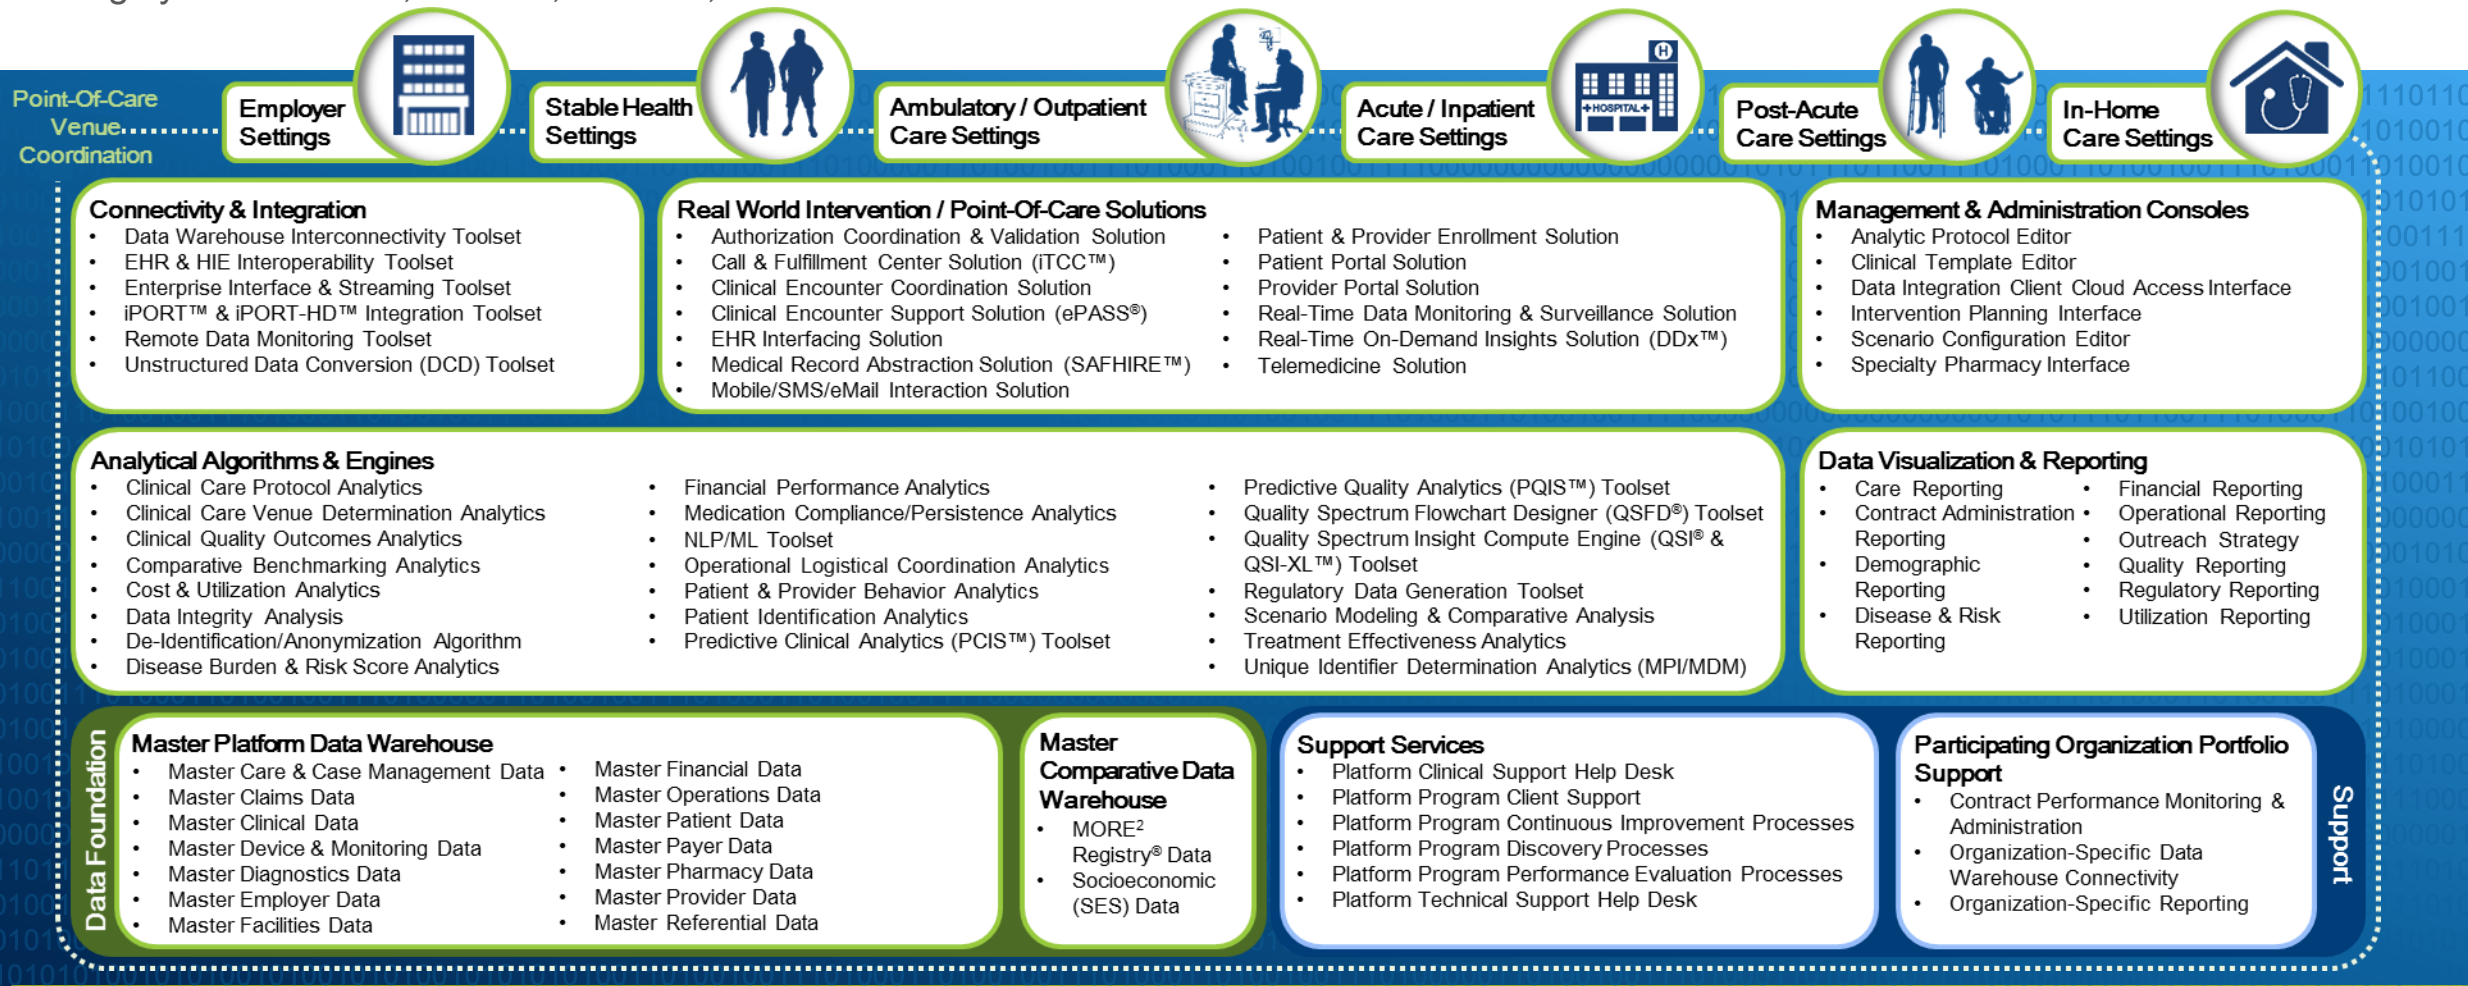 Point-Of-Care
Venue
Coordination
Employer
Settings
Stable Health
Settings
Ambulatory / Outpatient
Care Settings
Acute / Inpatient
Care Settings
H
+HOSPITAL+
Post-Acute
Care Settings
In-Home
Care Settings
Connectivity & Integration
• Data Warehouse Interconnectivity Toolset
• EHR & HIE Interoperability Toolset
• Enterprise Interface & Streaming Toolset
• iPORT™ & iPORT-HD™ Integration Toolset
• Remote Data Monitoring Toolset
• Unstructured Data Conversion (DCD) Toolset
Real World Intervention / Point-Of-Care Solutions
• Authorization Coordination & Validation Solution
• Call & Fulfillment Center Solution (iTCC™)
• Clinical Encounter Coordination Solution
• Clinical Encounter Support Solution (ePASS®)
• EHR Interfacing Solution
• Medical Record Abstraction Solution (SAFHIRE™)
• Mobile/SMS/eMail Interaction Solution
• Patient & Provider Enrollment Solution
• Patient Portal Solution
• Provider Portal Solution
• Real-Time Data Monitoring & Surveillance Solution
• Real-Time On-Demand Insights Solution (DDx™)
• Telemedicine Solution
Management & Administration Consoles
• Analytic Protocol Editor
• Clinical Template Editor
• Data Integration Client Cloud Access Interface
• Intervention Planning Interface
• Scenario Configuration Editor
• Specialty Pharmacy Interface
Analytical Algorithms & Engines
• Clinical Care Protocol Analytics
• Clinical Care Venue Determination Analytics
• Clinical Quality Outcomes Analytics
• Comparative Benchmarking Analytics
• Cost & Utilization Analytics
• Data Integrity Analysis
• De-Identification/Anonymization Algorithm
• Disease Burden & Risk Score Analytics
• Financial Performance Analytics
• Medication Compliance/Persistence Analytics
• NLP/ML Toolset
• Operational Logistical Coordination Analytics
• Patient & Provider Behavior Analytics
• Patient Identification Analytics
• Predictive Clinical Analytics (PCIS™) Toolset
• Predictive Quality Analytics (PQIS™) Toolset
• Quality Spectrum Flowchart Designer (QSFD®) Toolset
• Quality Spectrum Insight Compute Engine (QSI® &
QSI-XL™) Toolset
• Regulatory Data Generation Toolset
• Scenario Modeling & Comparative Analysis
• Treatment Effectiveness Analytics
• Unique Identifier Determination Analytics (MPI/MDM)
Data Visualization & Reporting
• Care Reporting
• Contract Administration
Reporting
• Demographic
Reporting
• Disease & Risk
Reporting
• Financial Reporting
• Operational Reporting
• Outreach Strategy
• Quality Reporting
• Regulatory Reporting
• Utilization Reporting
Data Foundation
Master Platform Data Warehouse
• Master Care & Case Management Data
• Master Claims Data
• Master Clinical Data
• Master Device & Monitoring Data
• Master Diagnostics Data
• Master Employer Data
• Master Facilities Data
• Master Financial Data
• Master Operations Data
• Master Patient Data
• Master Payer Data
• Master Pharmacy Data
• Master Provider Data
• Master Referential Data
Master
Comparative Data
Warehouse
• MORE²
Registry® Data
• Socioeconomic
(SES) Data
Support Services
• Platform Clinical Support Help Desk
• Platform Program Client Support
• Platform Program Continuous Improvement Processes
• Platform Program Discovery Processes
• Platform Program Performance Evaluation Processes
• Platform Technical Support Help Desk
Participating Organization Portfolio
Support
• Contract Performance Monitoring &
Administration
• Organization-Specific Data
Warehouse Connectivity
• Organization-Specific Reporting
Support